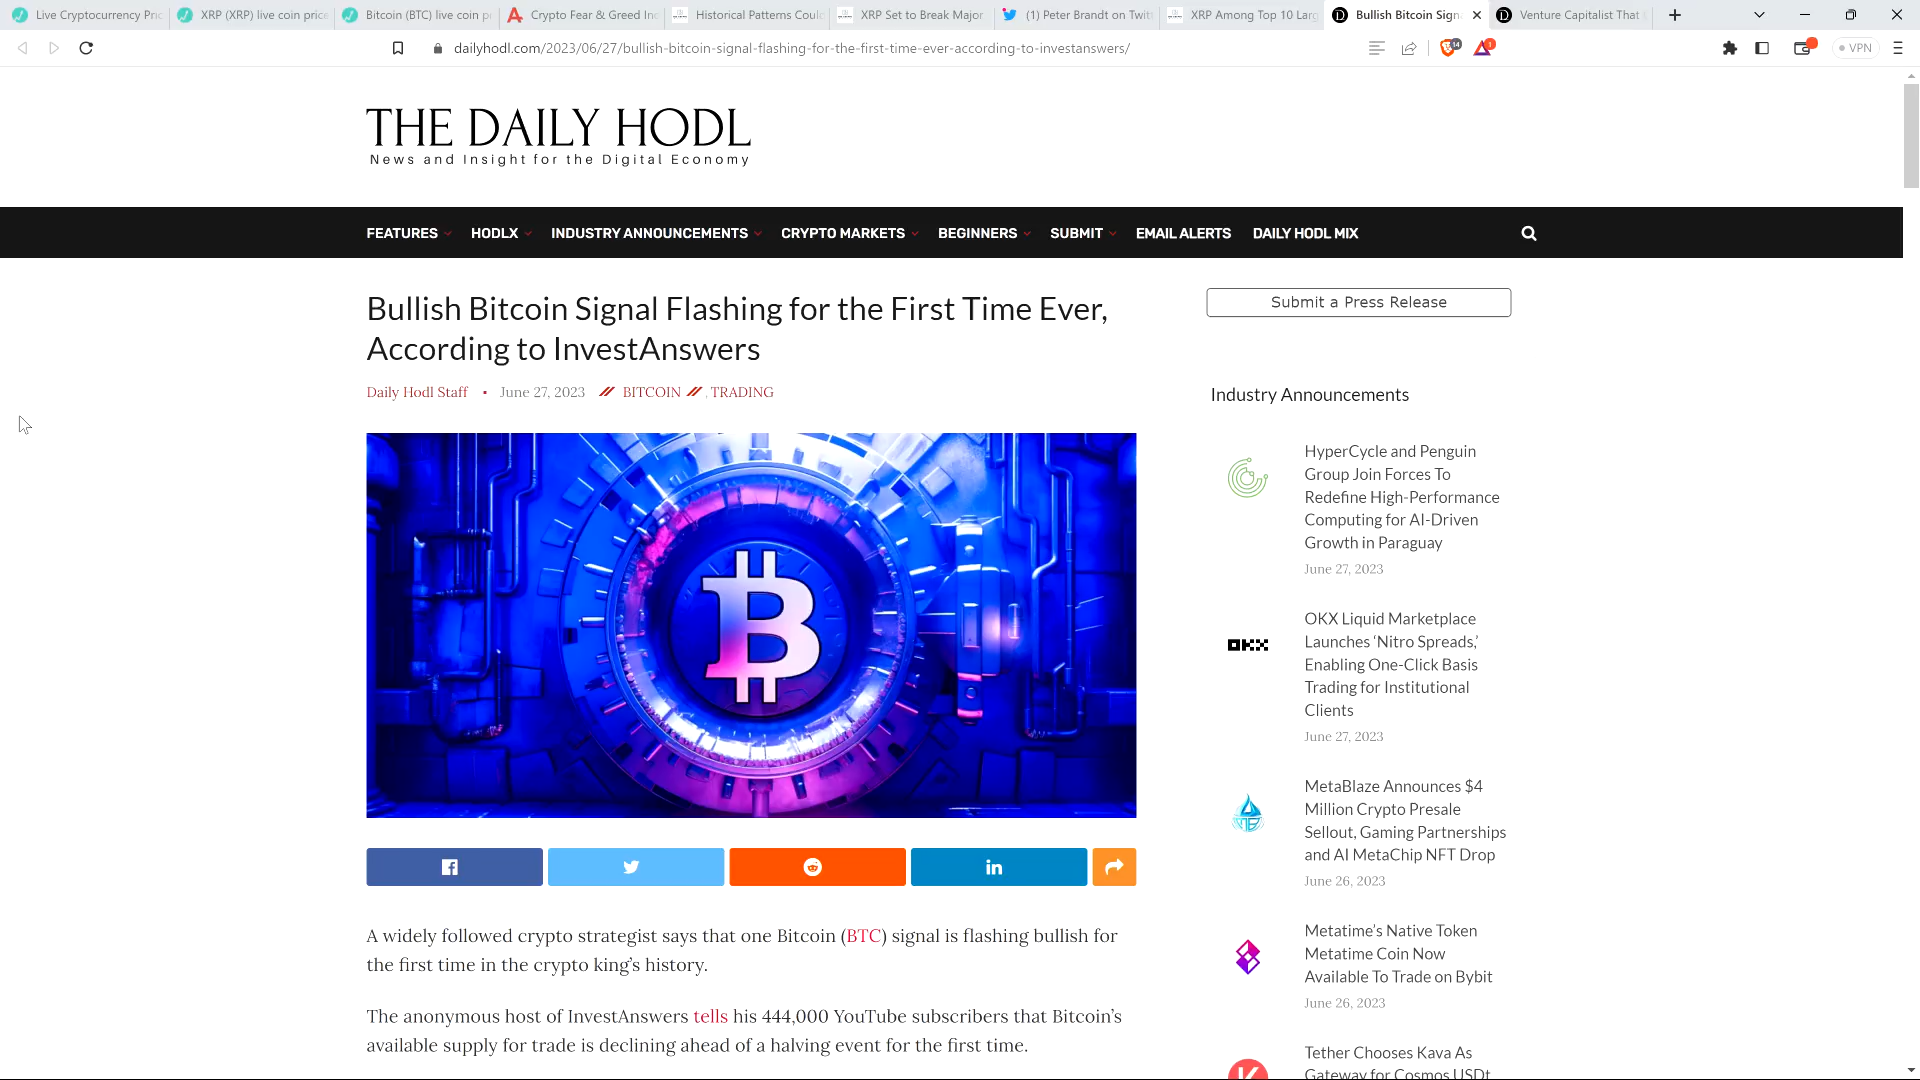 Live Cryptocurrency Pric
XRP (XRP) live coin price
Bitcoin (BTC) live coin p
Crypto Fear & Greed Ind
Historical Patterns Could
XRP Set to Break Major
(1) Peter Brandt on Twitt
XRP Among Top 10 Larg
Bullish Bitcoin Sign
Venture Capitalist That
dailyhodl.com/2023/06/27/bullish-bitcoin-signal-flashing-for-the-first-time-ever-according-to-investanswers/
VPN
THE DAILY HODL
News and Insight for the Digital Economy
FEATURES HODLX INDUSTRY ANNOUNCEMENTS CRYPTO MARKETS BEGINNERS SUBMIT EMAIL ALERTS DAILY HODL MIX
Bullish Bitcoin Signal Flashing for the First Time Ever,
According to InvestAnswers
Daily Hodl Staff • June 27, 2023 BITCOIN , TRADING
A widely followed crypto strategist says that one Bitcoin (BTC) signal is flashing bullish for
the first time in the crypto king’s history.
The anonymous host of InvestAnswers tells his 444,000 YouTube subscribers that Bitcoin’s
available supply for trade is declining ahead of a halving event for the first time.
Submit a Press Release
Industry Announcements
HyperCycle and Penguin
Group Join Forces To
Redefine High-Performance
Computing for AI-Driven
Growth in Paraguay
June 27, 2023
OKX
OKX Liquid Marketplace
Launches ‘Nitro Spreads,’
Enabling One-Click Basis
Trading for Institutional
Clients
June 27, 2023
MetaBlaze Announces $4
Million Crypto Presale
Sellout, Gaming Partnerships
and AI MetaChip NFT Drop
June 26, 2023
Metatime’s Native Token
Metatime Coin Now
Available To Trade on Bybit
June 26, 2023
Tether Chooses Kava As
Gateway for Cosmos USDt